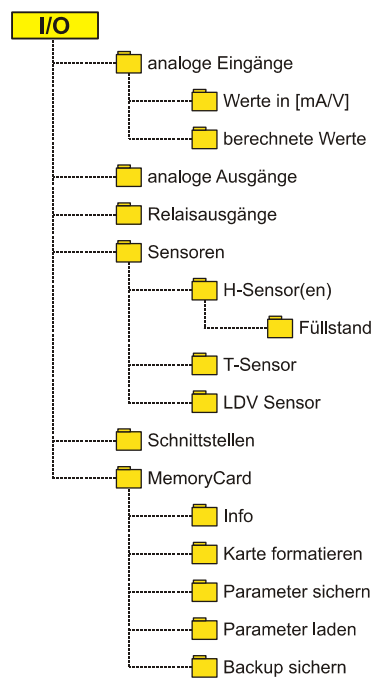 I/O
analoge Eingänge
Werte in [mA/V]
berechnete Werte
analoge Ausgänge
Relaisausgänge
Sensoren
H-Sensor(en)
Füllstand
T-Sensor
LDV Sensor
Schnittstellen
MemoryCard
Info
Karte formatieren
Parameter sichern
Parameter laden
Backup sichern